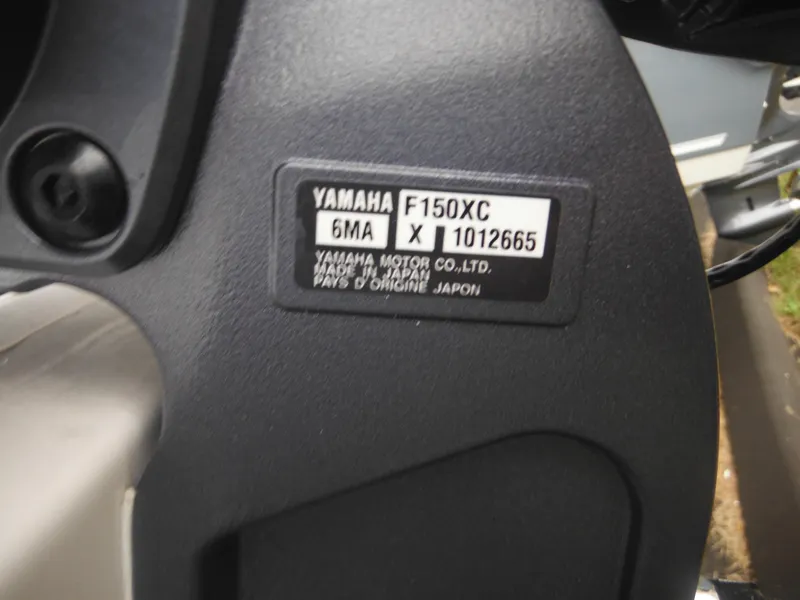 YAMAHA F150XC
6MA X 1012665
YAMAHA MOTOR CO.,LTD.
MADE IN JAPAN
PAYS D'ORIGINE JAPON